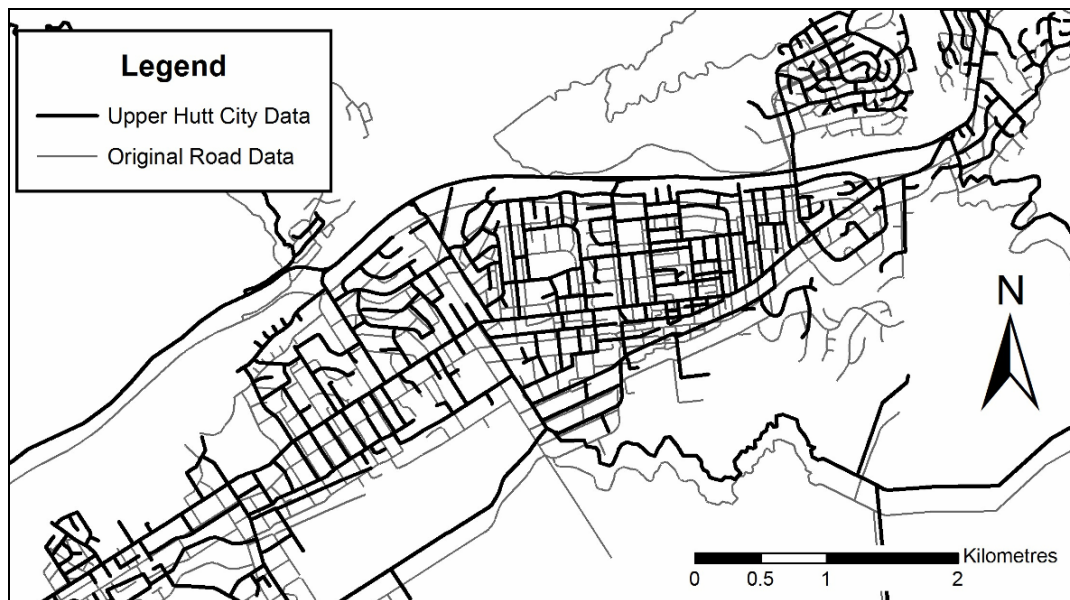 Legend
Upper Hutt City Data
Original Road Data
N
Kilometres
0 0.5 1 2